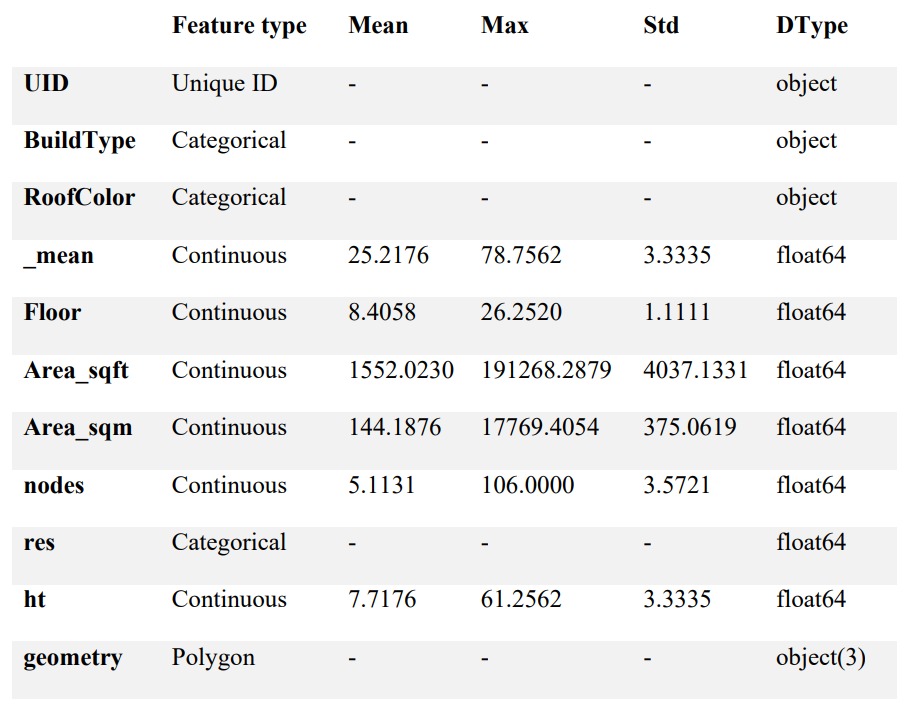 Feature type Mean Max Std DType
UID Unique ID - - - object
BuildType Categorical - - - object
RoofColor Categorical - - - object
_mean Continuous 25.2176 78.7562 3.3335 float64
Floor Continuous 8.4058 26.2520 1.1111 float64
Area_sqft Continuous 1552.0230 191268.2879 4037.1331 float64
Area_sqm Continuous 144.1876 17769.4054 375.0619 float64
nodes Continuous 5.1131 106.0000 3.5721 float64
res Categorical - - - float64
ht Continuous 7.7176 61.2562 3.3335 float64
geometry Polygon - - - object(3)